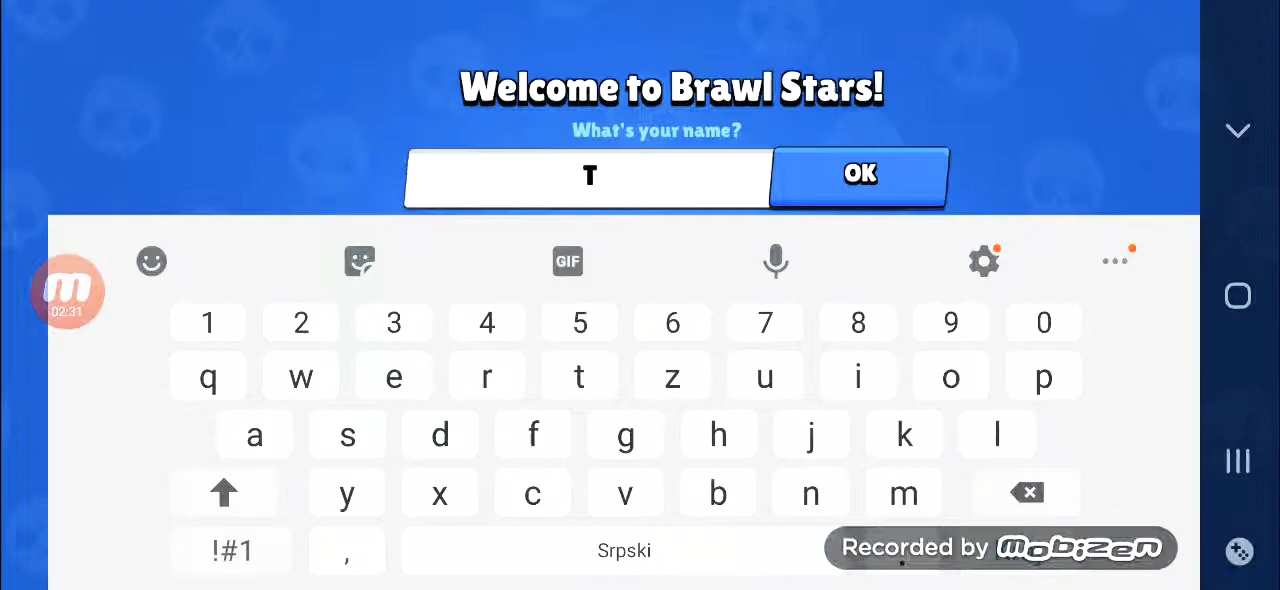 Welcome to Brawl Stars!
What's your name?
T
OK
GIF
02:31
1 2 3 4 5 6 7 8 9 0
q w e r t z u i o p
a s d f g h j k l
y x c v b n m
!#1 , Srpski
Recorded by mobizen